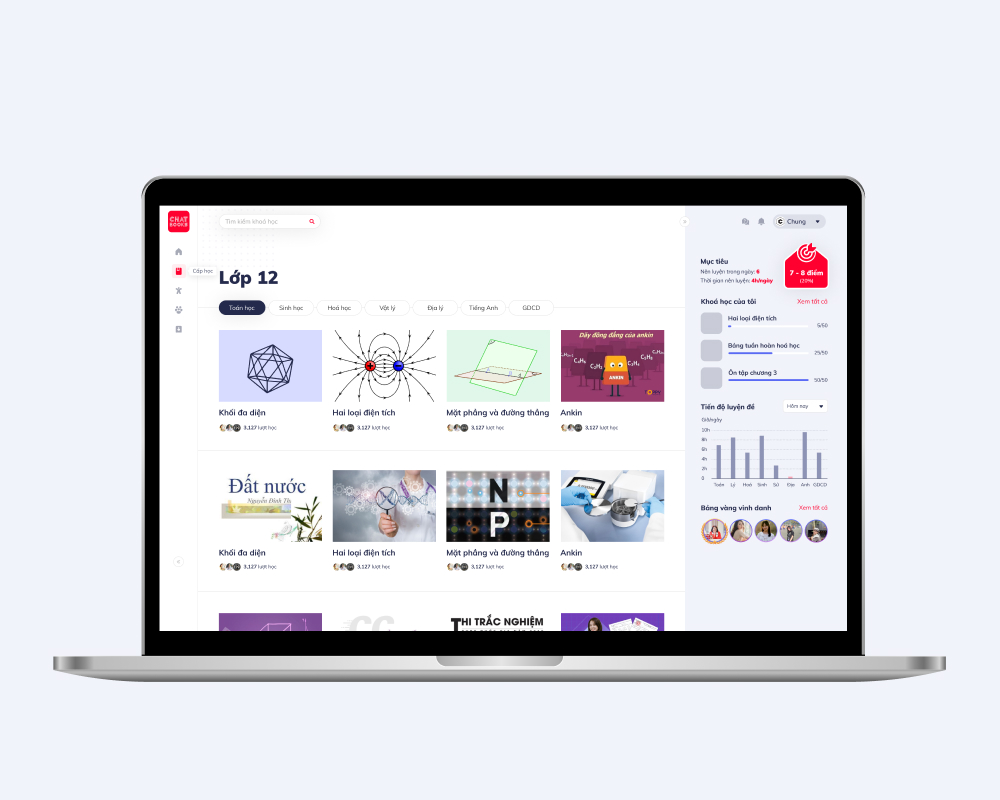 CHAT
BOOKS
Tìm kiếm khoá học
Chung
Cấp học
Lớp 12
Toán học
Sinh học
Hoá học
Vật lý
Địa lý
Tiếng Anh
GDCD
Dãy đồng đẳng của ankin
C₂H₂
C₃H₄
ANKIN
Khối đa diện
Hai loại điện tích
Mặt phẳng và đường thẳng
Ankin
3,127 lượt học
3,127 lượt học
3,127 lượt học
3,127 lượt học
Đất nước
Nguyễn Đình Thi
N
P
Khối đa diện
Hai loại điện tích
Mặt phẳng và đường thẳng
Ankin
3,127 lượt học
3,127 lượt học
3,127 lượt học
3,127 lượt học
CC
THI TRẮC NGHIỆM
Mục tiêu
Nên luyện trong ngày: 6
Thời gian nên luyện: 4h/ngày
7 - 8 điểm
(20%)
Khoá học của tôi
Xem tất cả
Hai loại điện tích
5/50
Bảng tuần hoàn hoá học
25/50
Ôn tập chương 3
50/50
Tiến độ luyện đề
Hôm nay
Giờ/ngày
10h
8h
6h
4h
2h
0
Toán
Lý
Hoá
Sinh
Sử
Địa
Anh
GDCD
Bảng vàng vinh danh
Xem tất cả